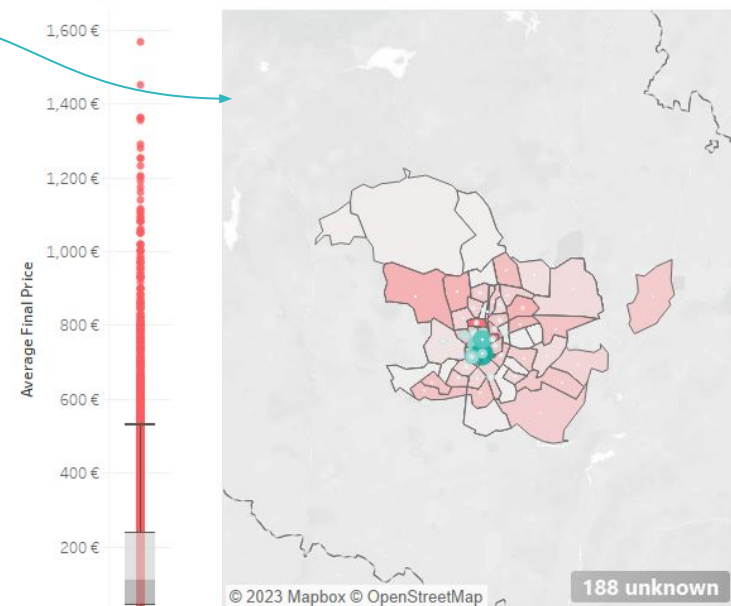 1,600 €
1,400 €
1,200 €
1,000 €
800 €
600 €
400 €
200 €
Average Final Price
© 2023 Mapbox © OpenStreetMap
188 unknown